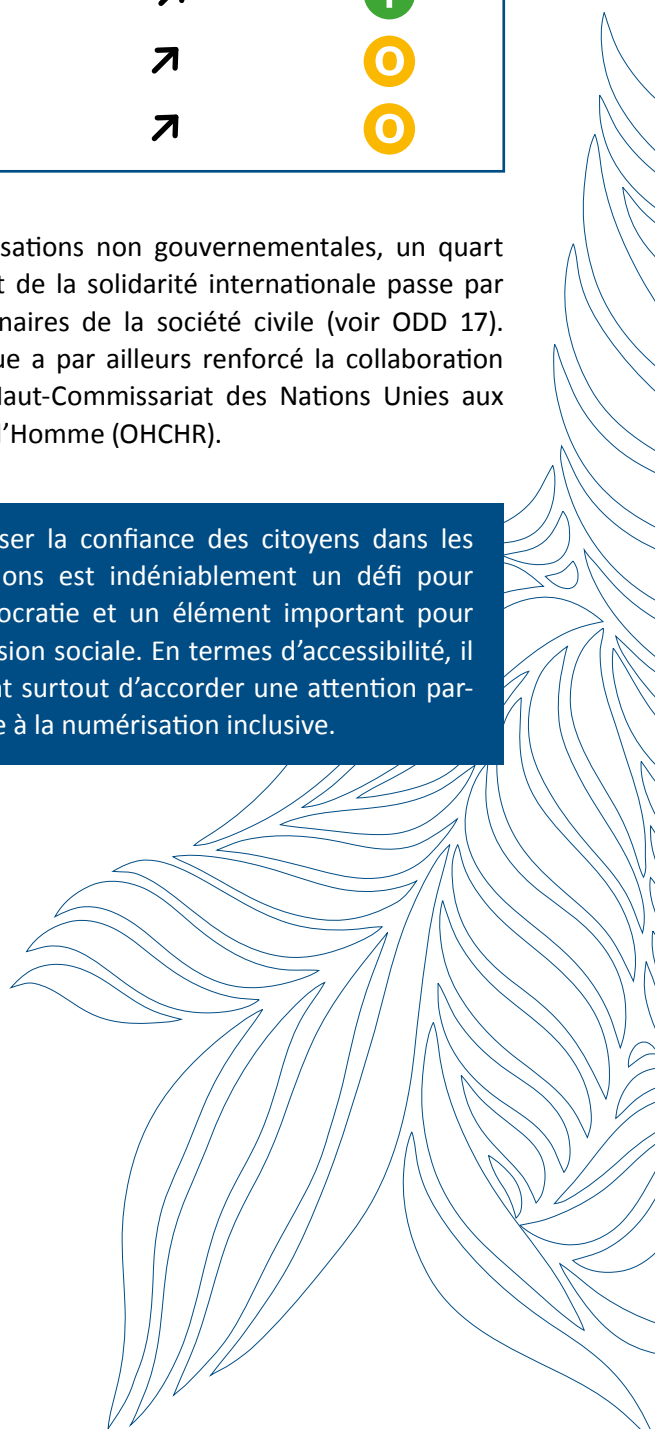 ↗
↗ O
↗ O
sations non gouvernementales, un quart
t de la solidarité internationale passe par
naires de la société civile (voir ODD 17).
ue a par ailleurs renforcé la collaboration
Haut-Commissariat des Nations Unies aux
l’Homme (OHCHR).
ser la confiance des citoyens dans les
ons est indéniablement un défi pour
ocratie et un élément important pour
sion sociale. En termes d’accessibilité, il
nt surtout d’accorder une attention par-
e à la numérisation inclusive.